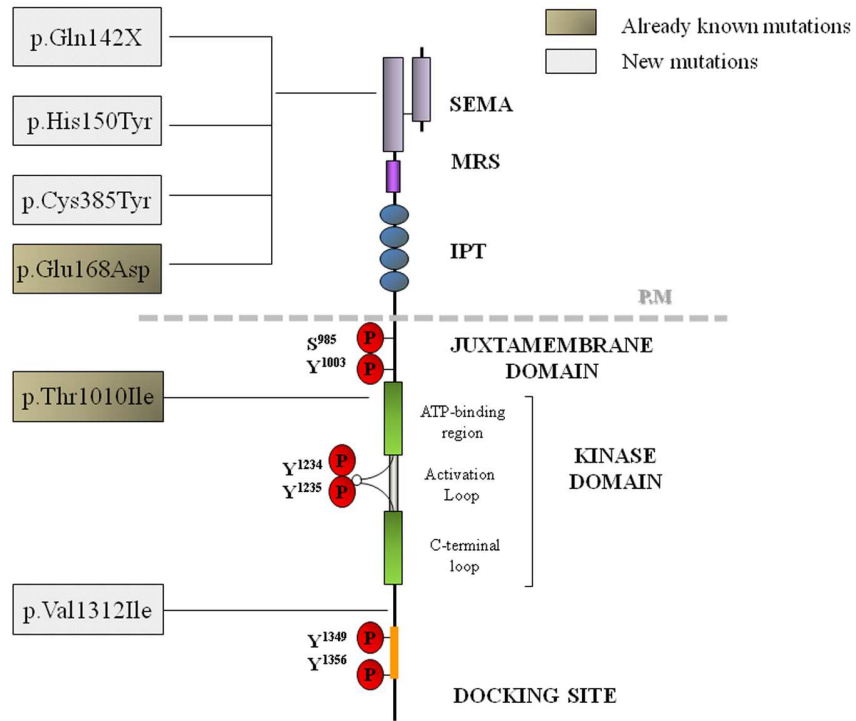 p.Gln142X
p.His150Tyr
p.Cys385Tyr
p.Glu168Asp
Already known mutations
New mutations
SEMA
MRS
IPT
P.M
S985
Y1003
P
P
JUXTAMEMBRANE
DOMAIN
p.Thr1010Ile
ATP-binding
region
Y1234
Y1235
P
P
Activation
Loop
KINASE
DOMAIN
C-terminal
loop
p.Val1312Ile
Y1349
Y1356
P
P
DOCKING SITE